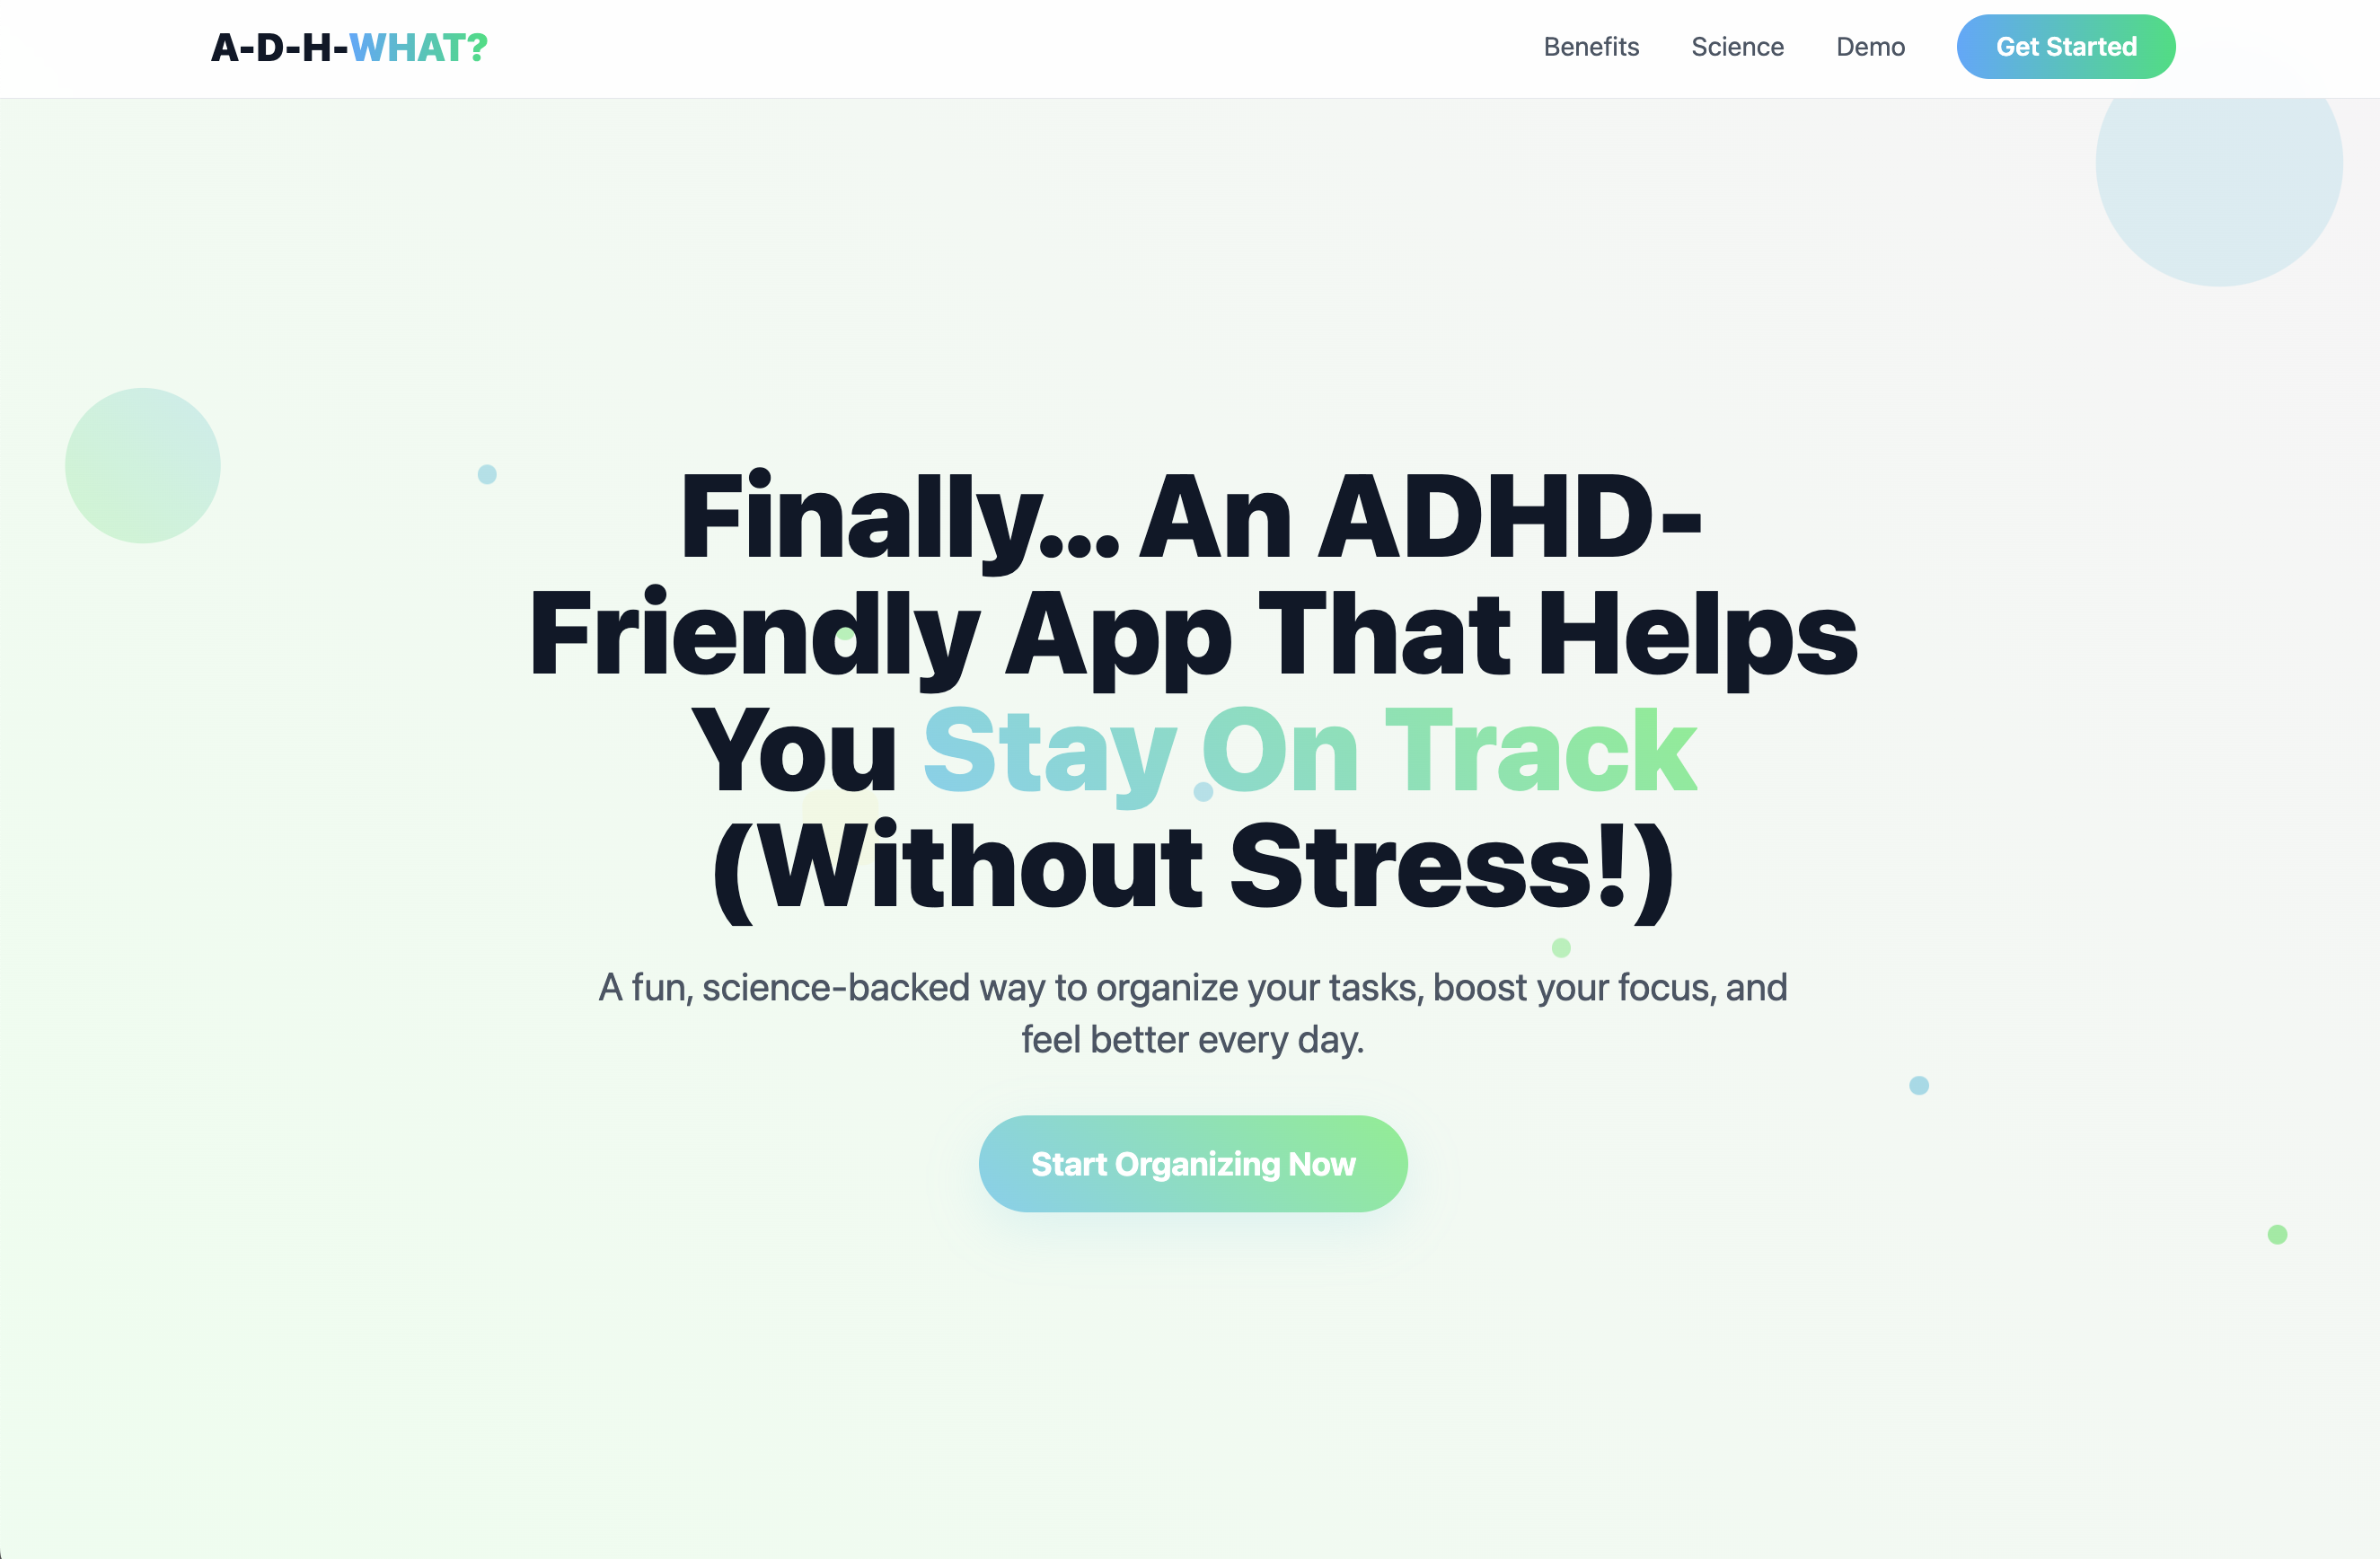 A-D-H-WHAT?
Benefits
Science
Demo
Get Started
Finally... An ADHD-
Friendly App That Helps
You Stay On Track
(Without Stress!)
A fun, science-backed way to organize your tasks, boost your focus, and
feel better every day.
Start Organizing Now